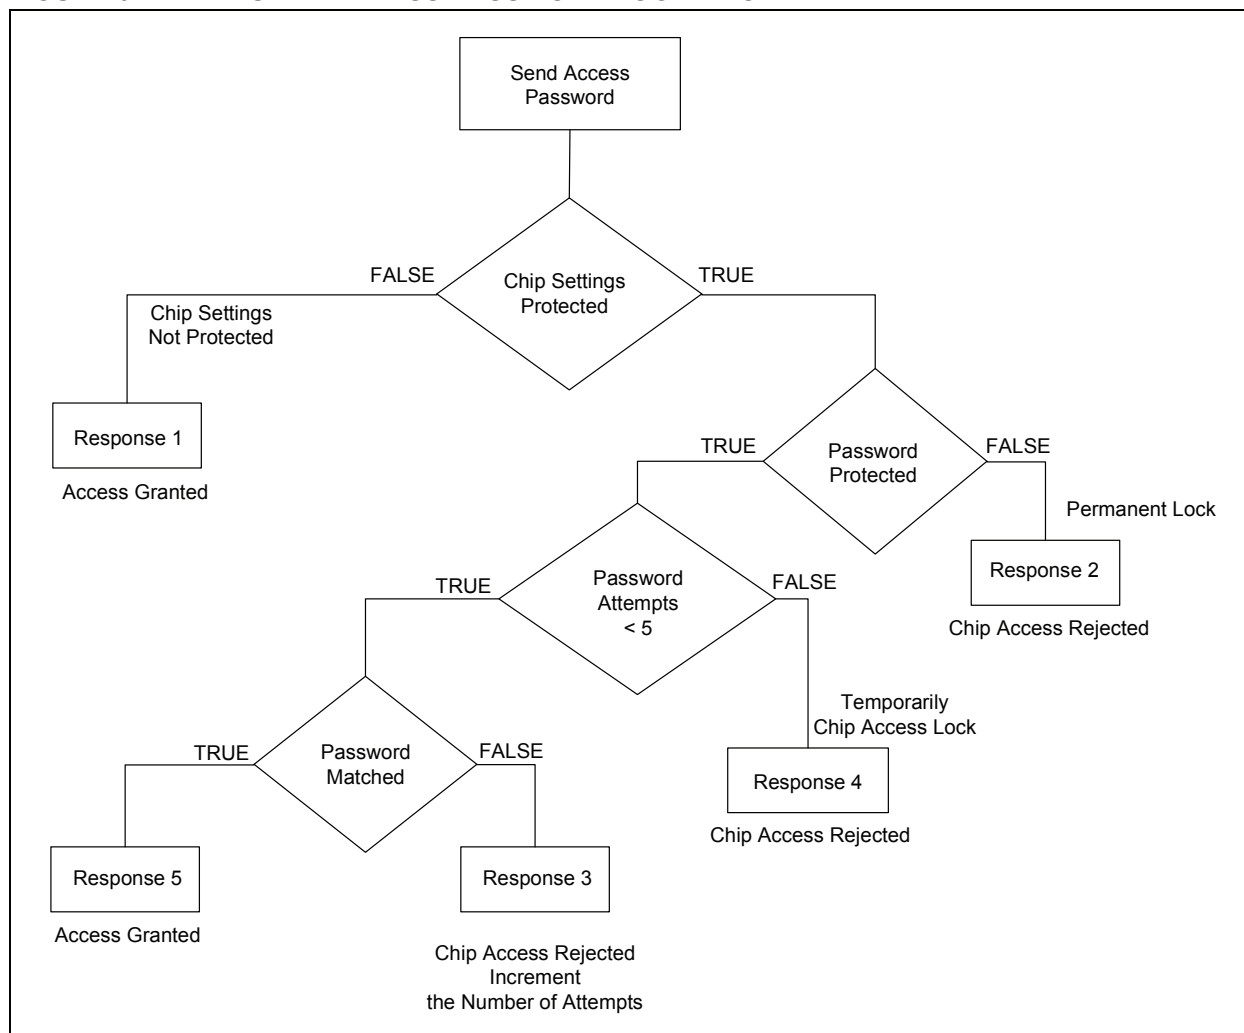 Send Access
Password
FALSE
TRUE
Chip Settings
Protected
Chip Settings
Not Protected
Response 1
Access Granted
TRUE
FALSE
Password
Protected
Permanent Lock
Response 2
Chip Access Rejected
TRUE
FALSE
Password
Attempts
< 5
Temporarily
Chip Access Lock
Response 4
Chip Access Rejected
TRUE
FALSE
Password
Matched
Response 5
Access Granted
Response 3
Chip Access Rejected
Increment
the Number of Attempts